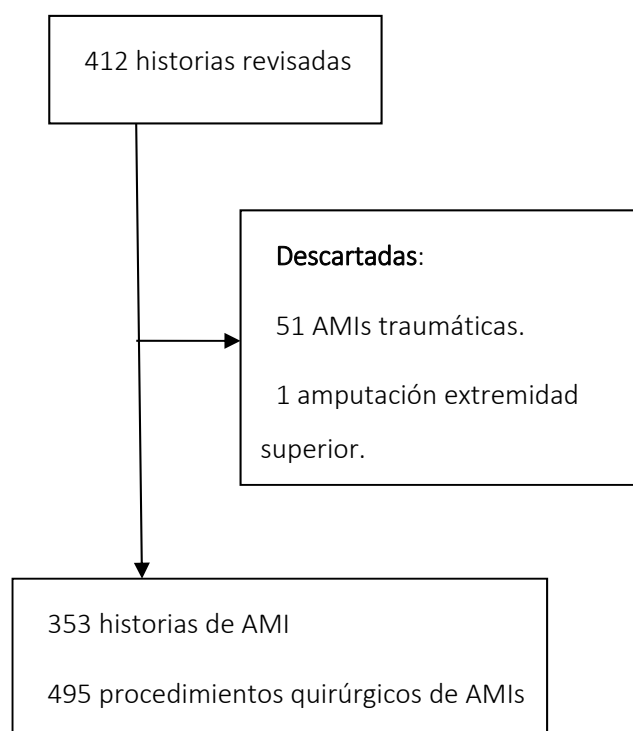 412 historias revisadas
Descartadas:
51 AMIs traumáticas.
1 amputación extremidad
superior.
353 historias de AMI
495 procedimientos quirúrgicos de AMIs